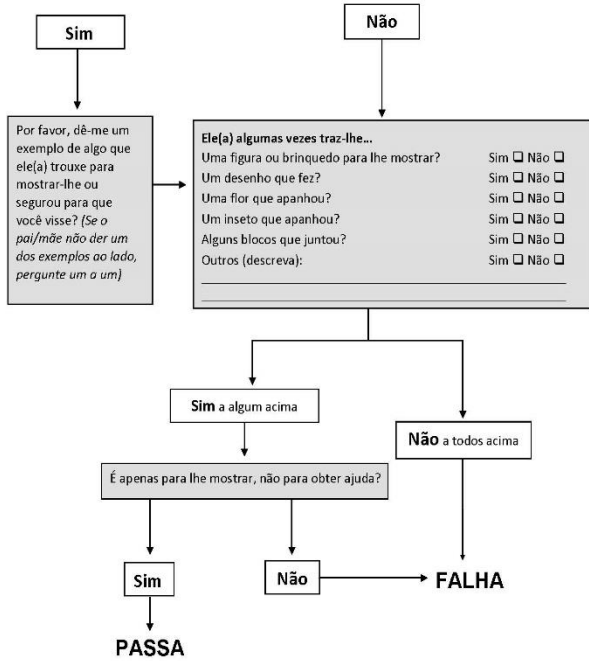 Sim
Não
Por favor, dê-me um
exemplo de algo que
ele(a) trouxe para
mostrar-lhe ou
segurou para que
você visse? (Se o
pai/mãe não der um
dos exemplos ao lado,
pergunte um a um)
Ele(a) algumas vezes traz-lhe...
Uma figura ou brinquedo para lhe mostrar? Sim ❑ Não ❑
Um desenho que fez? Sim ❑ Não ❑
Uma flor que apanhou? Sim ❑ Não ❑
Um inseto que apanhou? Sim ❑ Não ❑
Alguns blocos que juntou? Sim ❑ Não ❑
Outros (descreva): Sim ❑ Não ❑
Sim a algum acima
Não a todos acima
É apenas para lhe mostrar, não para obter ajuda?
Sim
Não
FALHA
PASSA